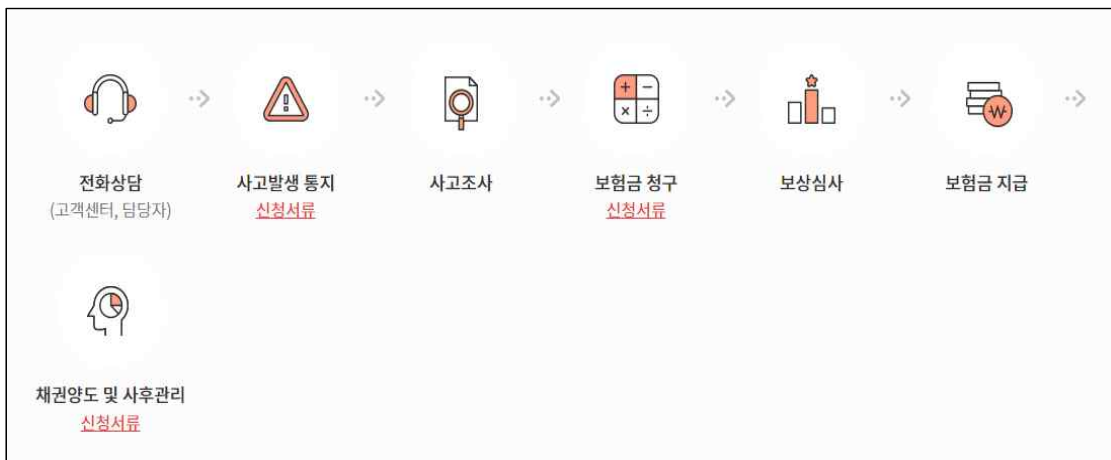 전화상담
(고객센터, 담당자)
사고발생 통지
신청서류
사고조사
보험금 청구
신청서류
보상심사
보험금 지급
채권양도 및 사후관리
신청서류